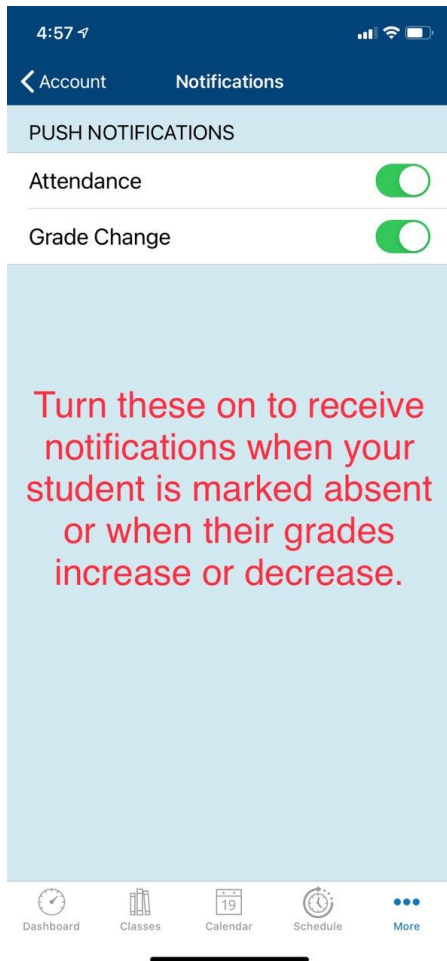 4:57
Account Notifications
PUSH NOTIFICATIONS
Attendance
Grade Change
Turn these on to receive
notifications when your
student is marked absent
or when their grades
increase or decrease.
19
Dashboard Classes Calendar Schedule More